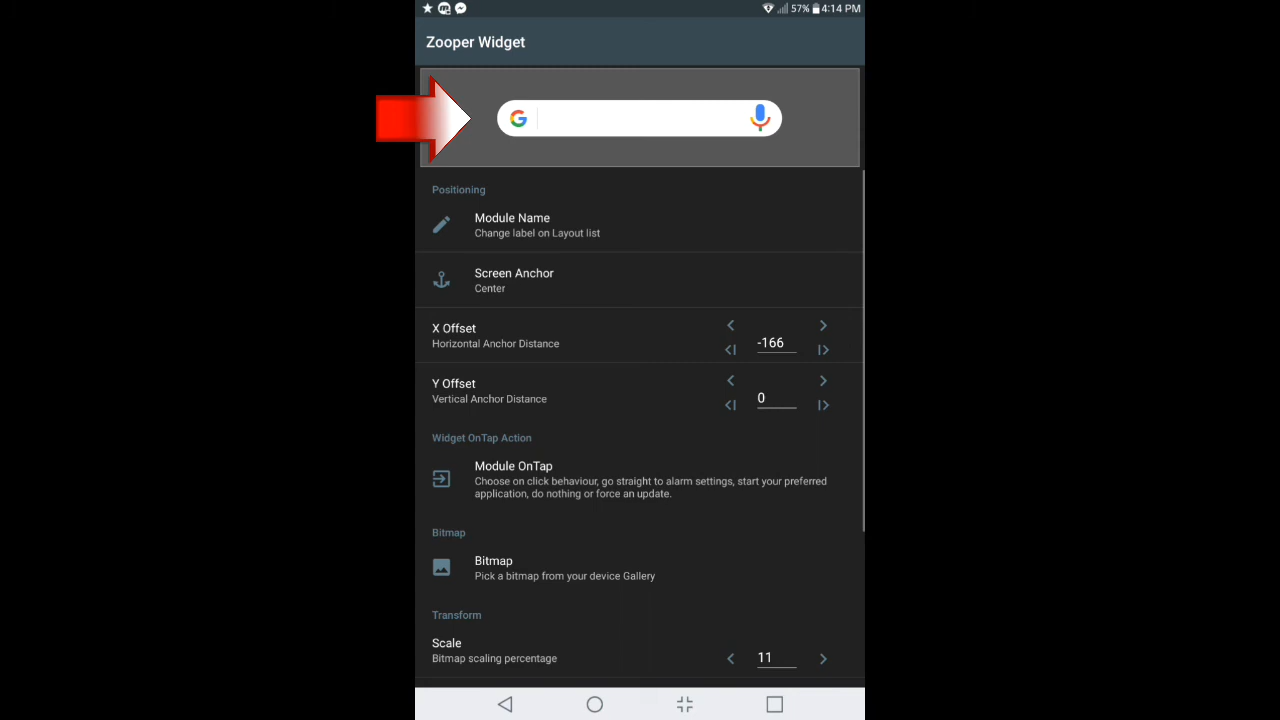 57% 4:14 PM
Zooper Widget
G
Positioning
Module Name
Change label on Layout list
Screen Anchor
Center
X Offset
Horizontal Anchor Distance
-166
Y Offset
Vertical Anchor Distance
0
Widget OnTap Action
Module OnTap
Choose on click behaviour, go straight to alarm settings, start your preferred
application, do nothing or force an update.
Bitmap
Bitmap
Pick a bitmap from your device Gallery
Transform
Scale
Bitmap scaling percentage
11